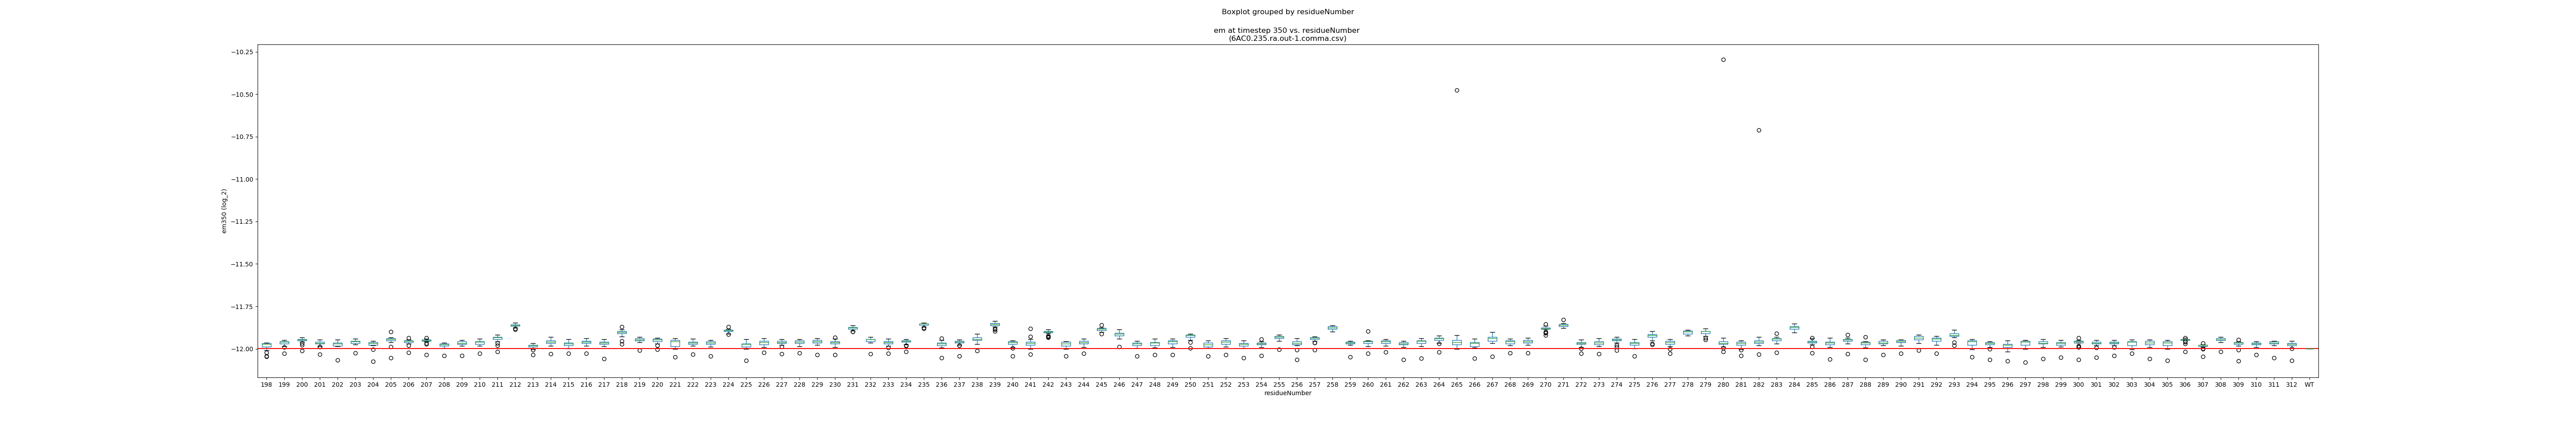 Boxplot grouped by residueNumber
em at timestep 350 vs. residueNumber
(6AC0.235.ra.out-1.comma.csv)
−10.25
−10.50
−10.75
−11.00
−11.25
−11.50
−11.75
−12.00
em350 (log_2)
198 199 200 201 202 203 204 205 206 207 208 209 210 211 212 213 214 215 216 217 218 219 220 221 222 223 224 225 226 227 228 229 230 231 232 233 234 235 236 237 238 239 240 241 242 243 244 245 246 247 248 249 250 251 252 253 254 255 256 257 258 259 260 261 262 263 264 265 266 267 268 269 270 271 272 273 274 275 276 277 278 279 280 281 282 283 284 285 286 287 288 289 290 291 292 293 294 295 296 297 298 299 300 301 302 303 304 305 306 307 308 309 310 311 312 WT
residueNumber